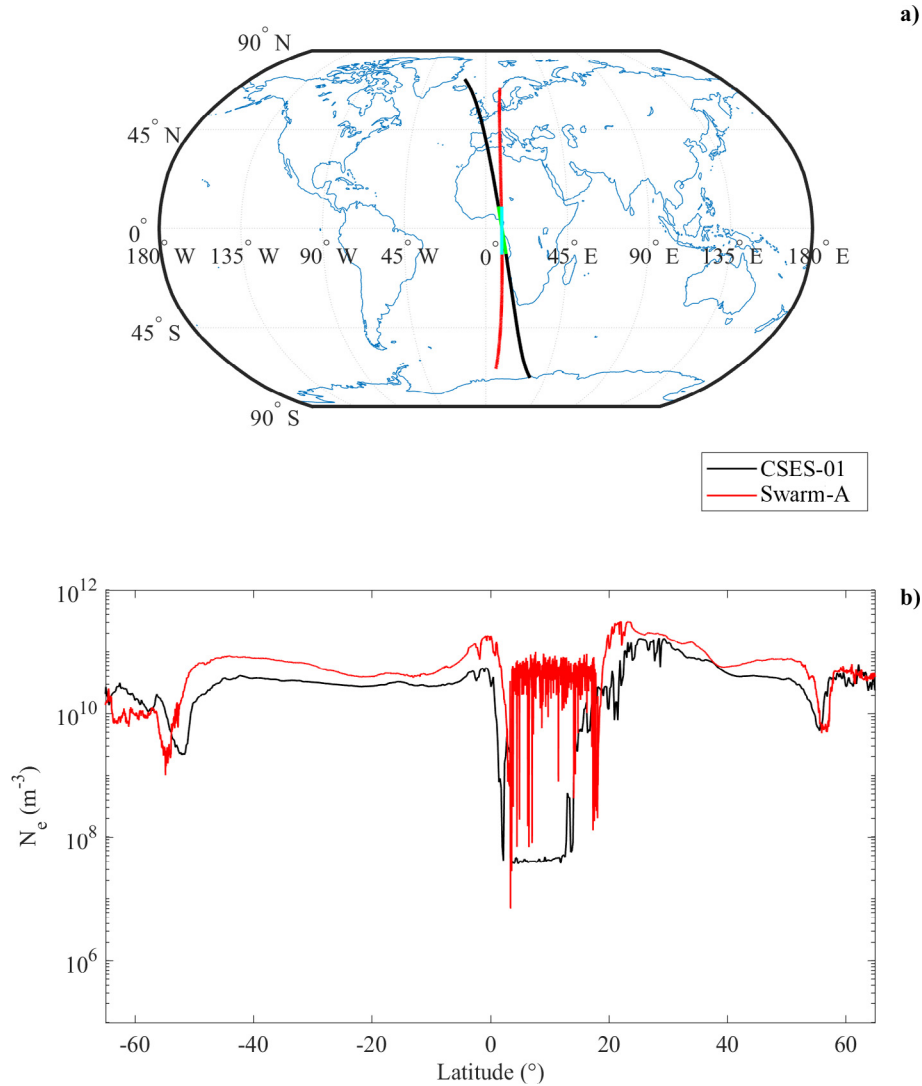 a)
90° N
45° N
0°
180° W 135° W 90° W 45° W 0° 45° E 90° E 135° E 180° E
45° S
90° S
CSES-01
Swarm-A
b)
10^12
10^10
10^8
10^6
N_e (m^-3)
-60 -40 -20 0 20 40 60
Latitude (°)